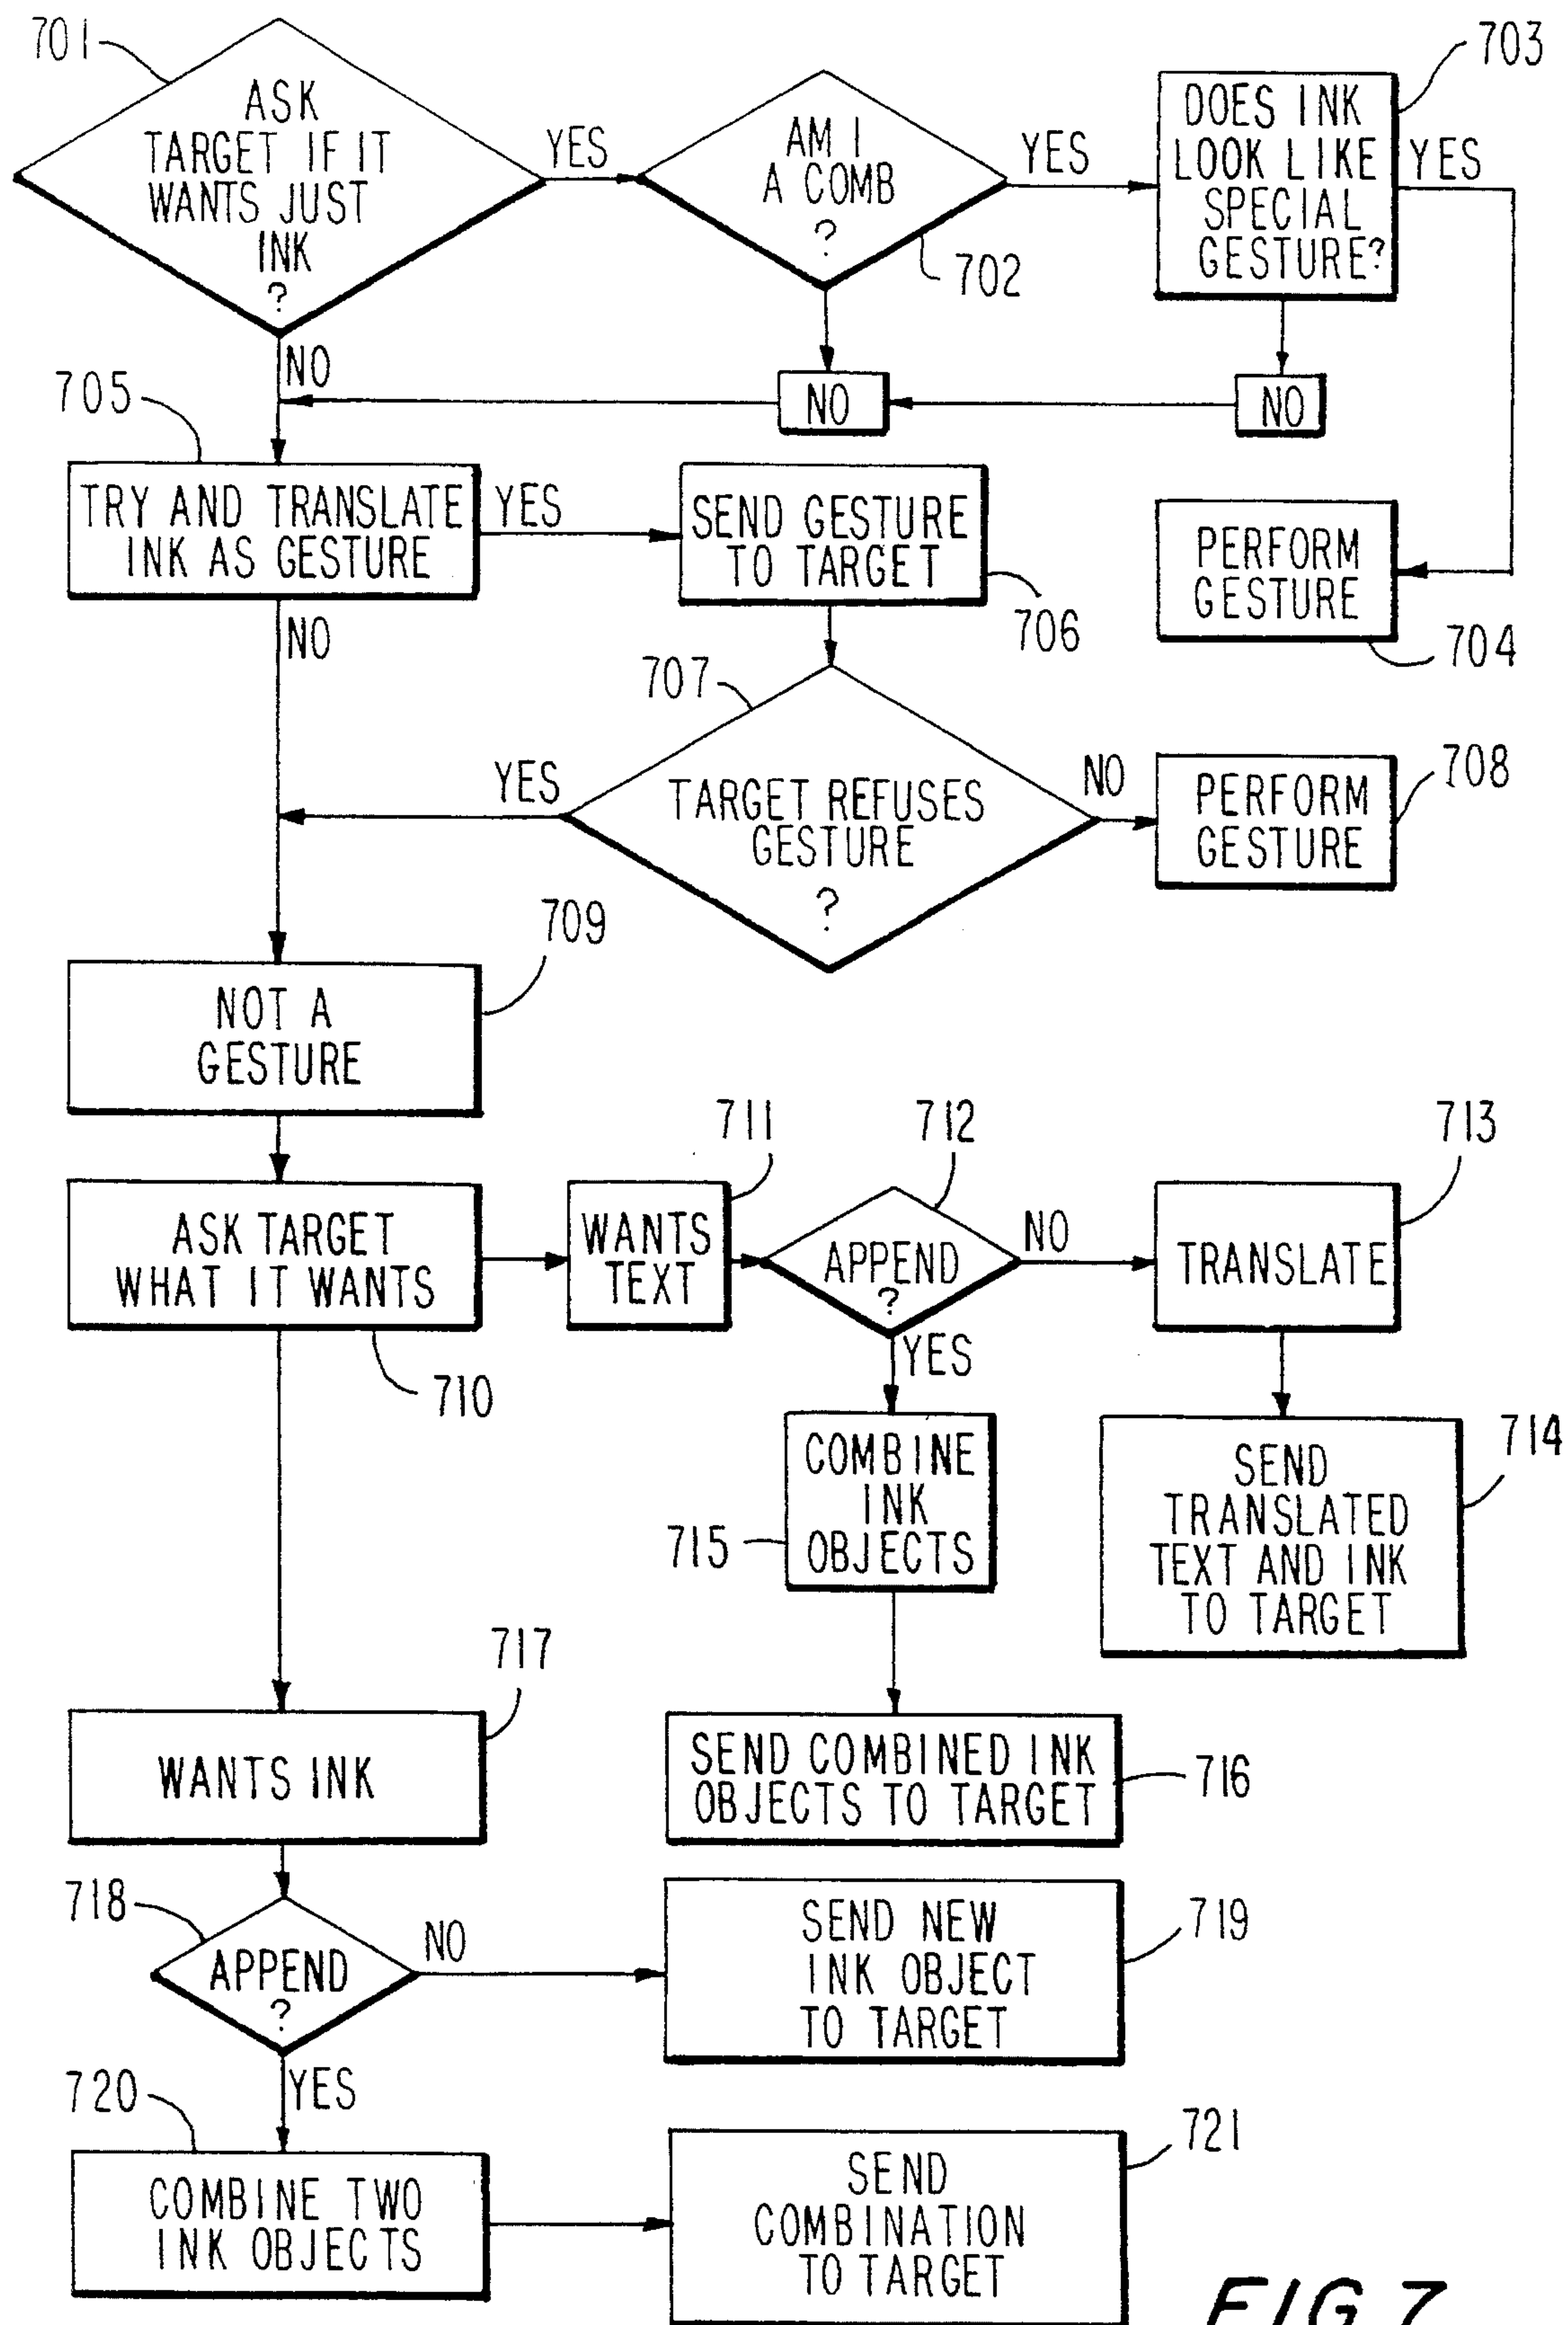 701
ASK
TARGET IF IT
WANTS JUST
INK
?
YES
AM I
A COMB
?
702
YES
703
DOES INK
LOOK LIKE
SPECIAL
GESTURE?
YES
NO
NO
NO
705
TRY AND TRANSLATE
INK AS GESTURE
YES
SEND GESTURE
TO TARGET
706
PERFORM
GESTURE
704
NO
707
YES
TARGET REFUSES
GESTURE
?
NO
PERFORM
GESTURE
708
709
NOT A
GESTURE
ASK TARGET
WHAT IT WANTS
710
711
WANTS
TEXT
712
APPEND
?
NO
713
TRANSLATE
YES
COMBINE
INK
OBJECTS
715
714
SEND
TRANSLATED
TEXT AND INK
TO TARGET
717
WANTS INK
SEND COMBINED INK
OBJECTS TO TARGET
716
718
APPEND
?
NO
SEND NEW
INK OBJECT
TO TARGET
719
YES
720
COMBINE TWO
INK OBJECTS
721
SEND
COMBINATION
TO TARGET
FIG 7